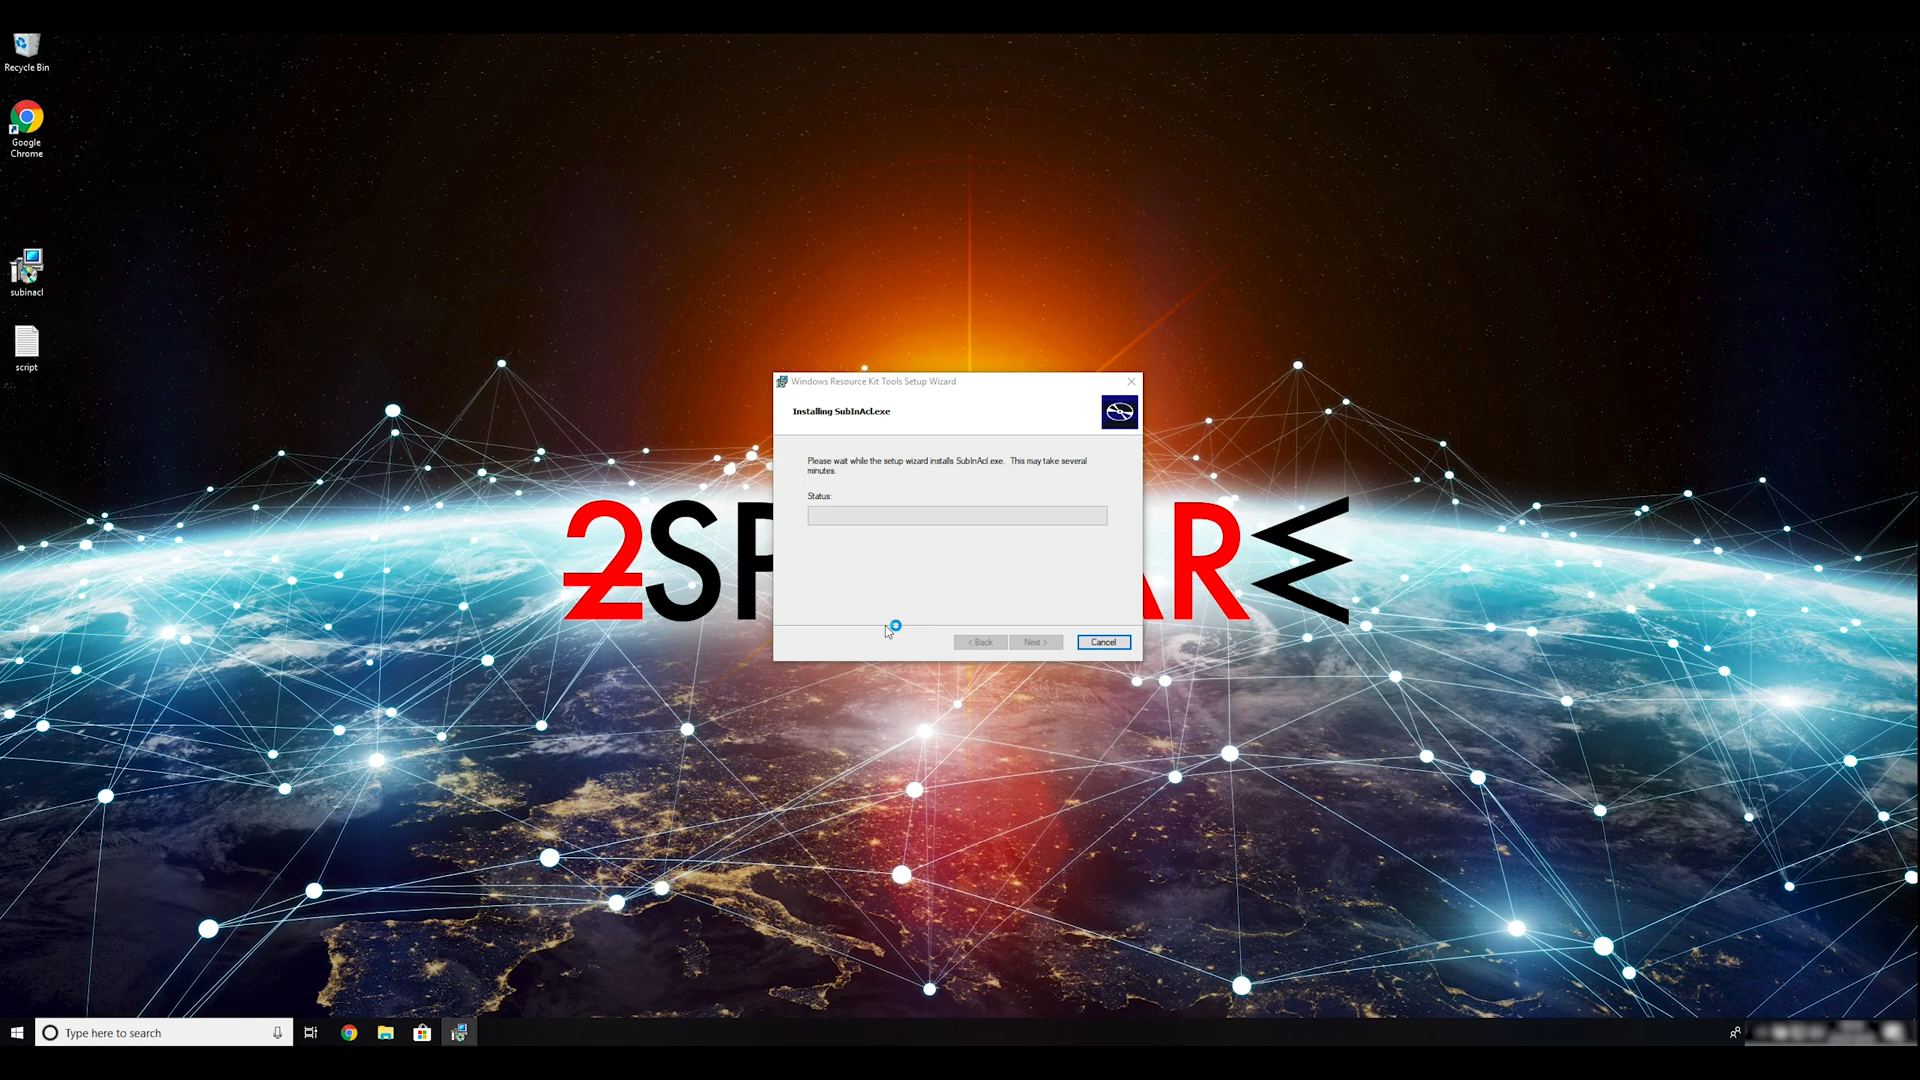 Recycle Bin
Google
Chrome
subinacl
script
Windows Resource Kit Tools Setup Wizard
Installing SubInAcl.exe
Please wait while the setup wizard installs SubInAcl.exe. This may take several
minutes.
Status:
< Back
Next >
Cancel
2SP
R
Type here to search